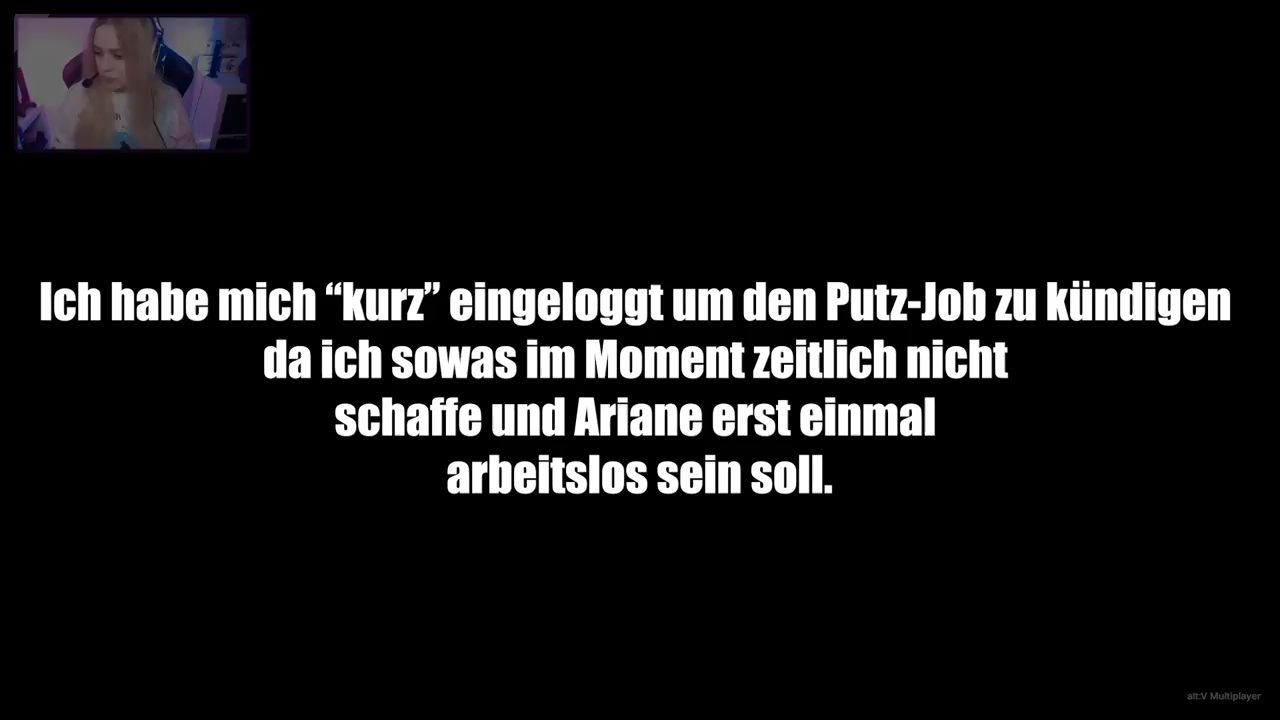 Ich habe mich “kurz” eingeloggt um den Putz-Job zu kündigen
da ich sowas im Moment zeitlich nicht
schaffe und Ariane erst einmal
arbeitslos sein soll.
alt:V Multiplayer